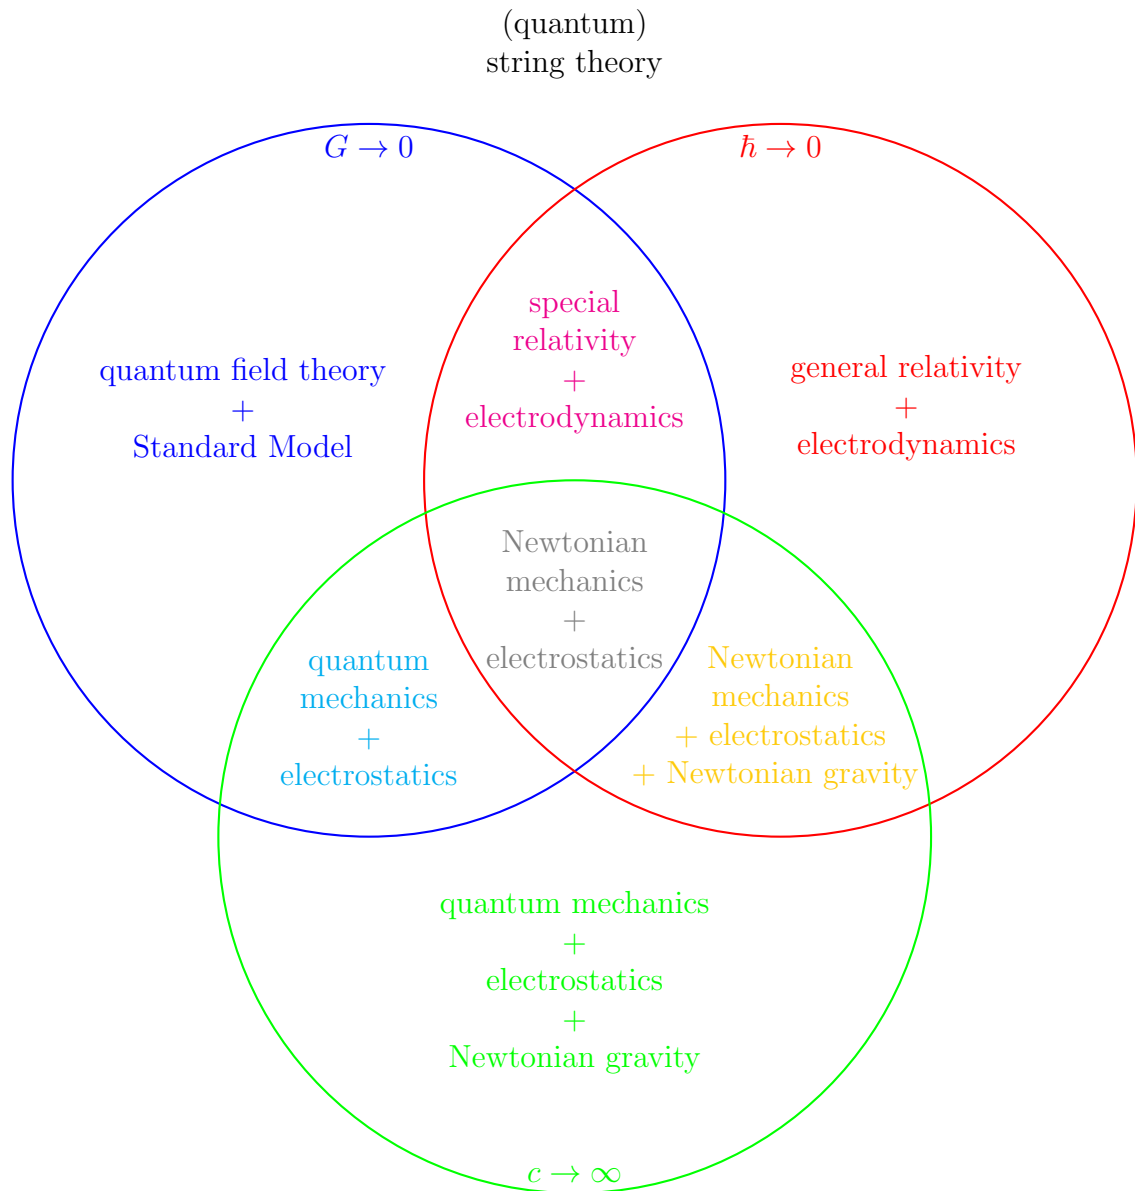 (quantum)
string theory
G → 0
ħ → 0
special
relativity
+
electrodynamics
quantum field theory
+
Standard Model
general relativity
+
electrodynamics
Newtonian
mechanics
+
electrostatics
quantum
mechanics
+
electrostatics
Newtonian
mechanics
+ electrostatics
+ Newtonian gravity
quantum mechanics
+
electrostatics
+
Newtonian gravity
c → ∞